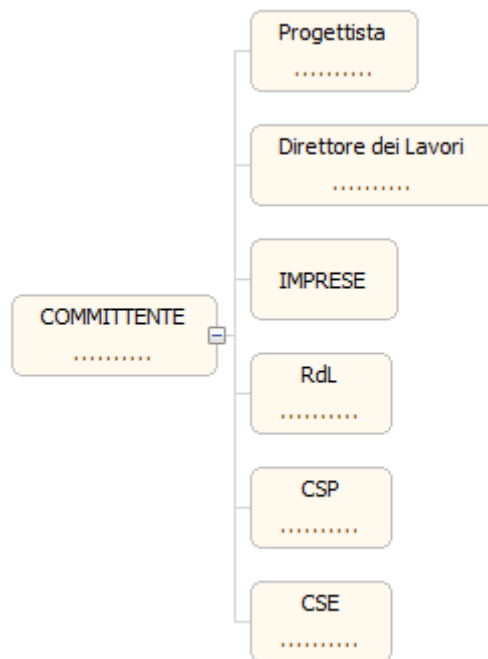 Progettista
..........
Direttore dei Lavori
..........
IMPRESE
COMMITTENTE
..........
RdL
..........
CSP
..........
CSE
..........